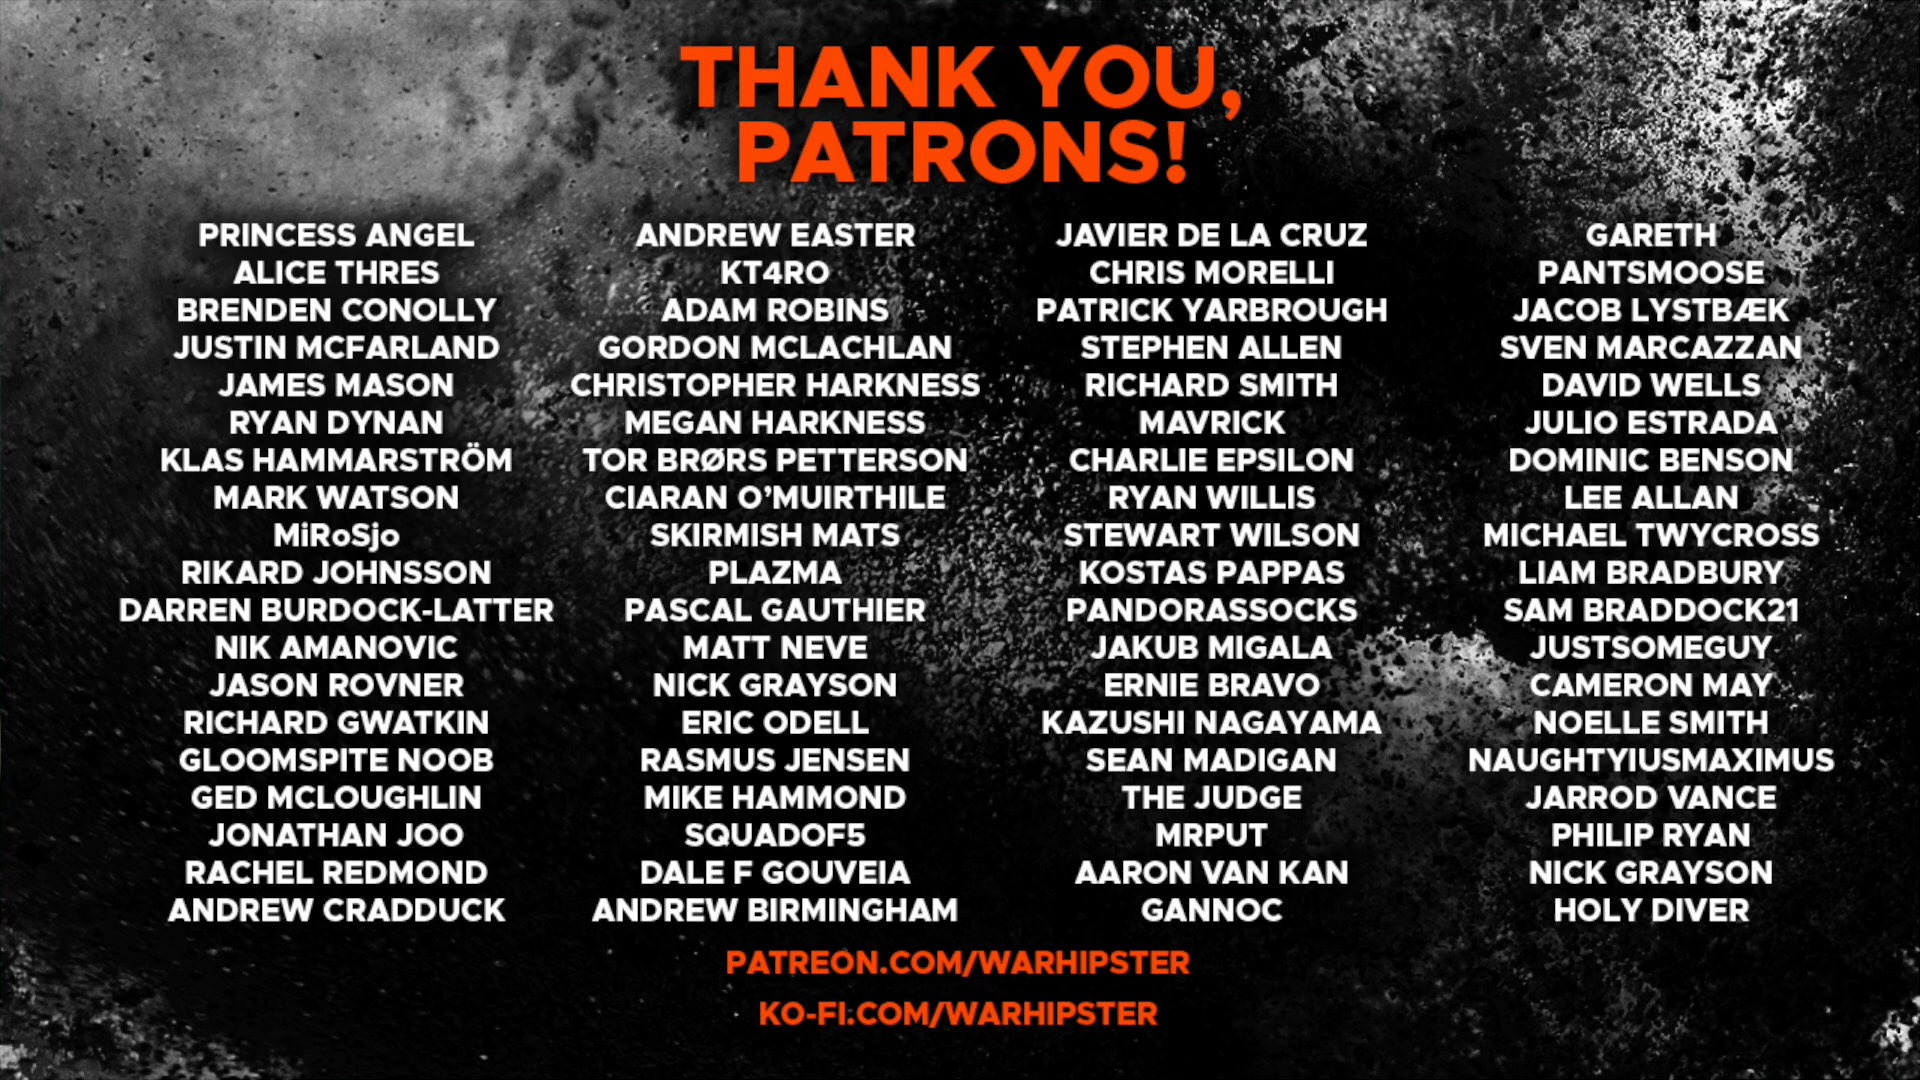 THANK YOU,
PATRONS!
PRINCESS ANGEL
ALICE THRES
BRENDEN CONOLLY
JUSTIN MCFARLAND
JAMES MASON
RYAN DYNAN
KLAS HAMMARSTRÖM
MARK WATSON
MiRoSjo
RIKARD JOHNSSON
DARREN BURDOCK-LATTER
NIK AMANOVIC
JASON ROVNER
RICHARD GWATKIN
GLOOMSPITE NOOB
GED MCLOUGHLIN
JONATHAN JOO
RACHEL REDMOND
ANDREW CRADDUCK
ANDREW EASTER
KT4RO
ADAM ROBINS
GORDON MCLACHLAN
CHRISTOPHER HARKNESS
MEGAN HARKNESS
TOR BRØRS PETTERSON
CIARAN O’MUIRTHILE
SKIRMISH MATS
PLAZMA
PASCAL GAUTHIER
MATT NEVE
NICK GRAYSON
ERIC ODELL
RASMUS JENSEN
MIKE HAMMOND
SQUADOF5
DALE F GOUVEIA
ANDREW BIRMINGHAM
JAVIER DE LA CRUZ
CHRIS MORELLI
PATRICK YARBROUGH
STEPHEN ALLEN
RICHARD SMITH
MAVRICK
CHARLIE EPSILON
RYAN WILLIS
STEWART WILSON
KOSTAS PAPPAS
PANDORASSOCKS
JAKUB MIGALA
ERNIE BRAVO
KAZUSHI NAGAYAMA
SEAN MADIGAN
THE JUDGE
MRPUT
AARON VAN KAN
GANNOC
GARETH
PANTSMOOSE
JACOB LYSTBÆK
SVEN MARCAZZAN
DAVID WELLS
JULIO ESTRADA
DOMINIC BENSON
LEE ALLAN
MICHAEL TWYCROSS
LIAM BRADBURY
SAM BRADDOCK21
JUSTSOMEGUY
CAMERON MAY
NOELLE SMITH
NAUGHTYIUSMAXIMUS
JARROD VANCE
PHILIP RYAN
NICK GRAYSON
HOLY DIVER
PATREON.COM/WARHIPSTER
KO-FI.COM/WARHIPSTER